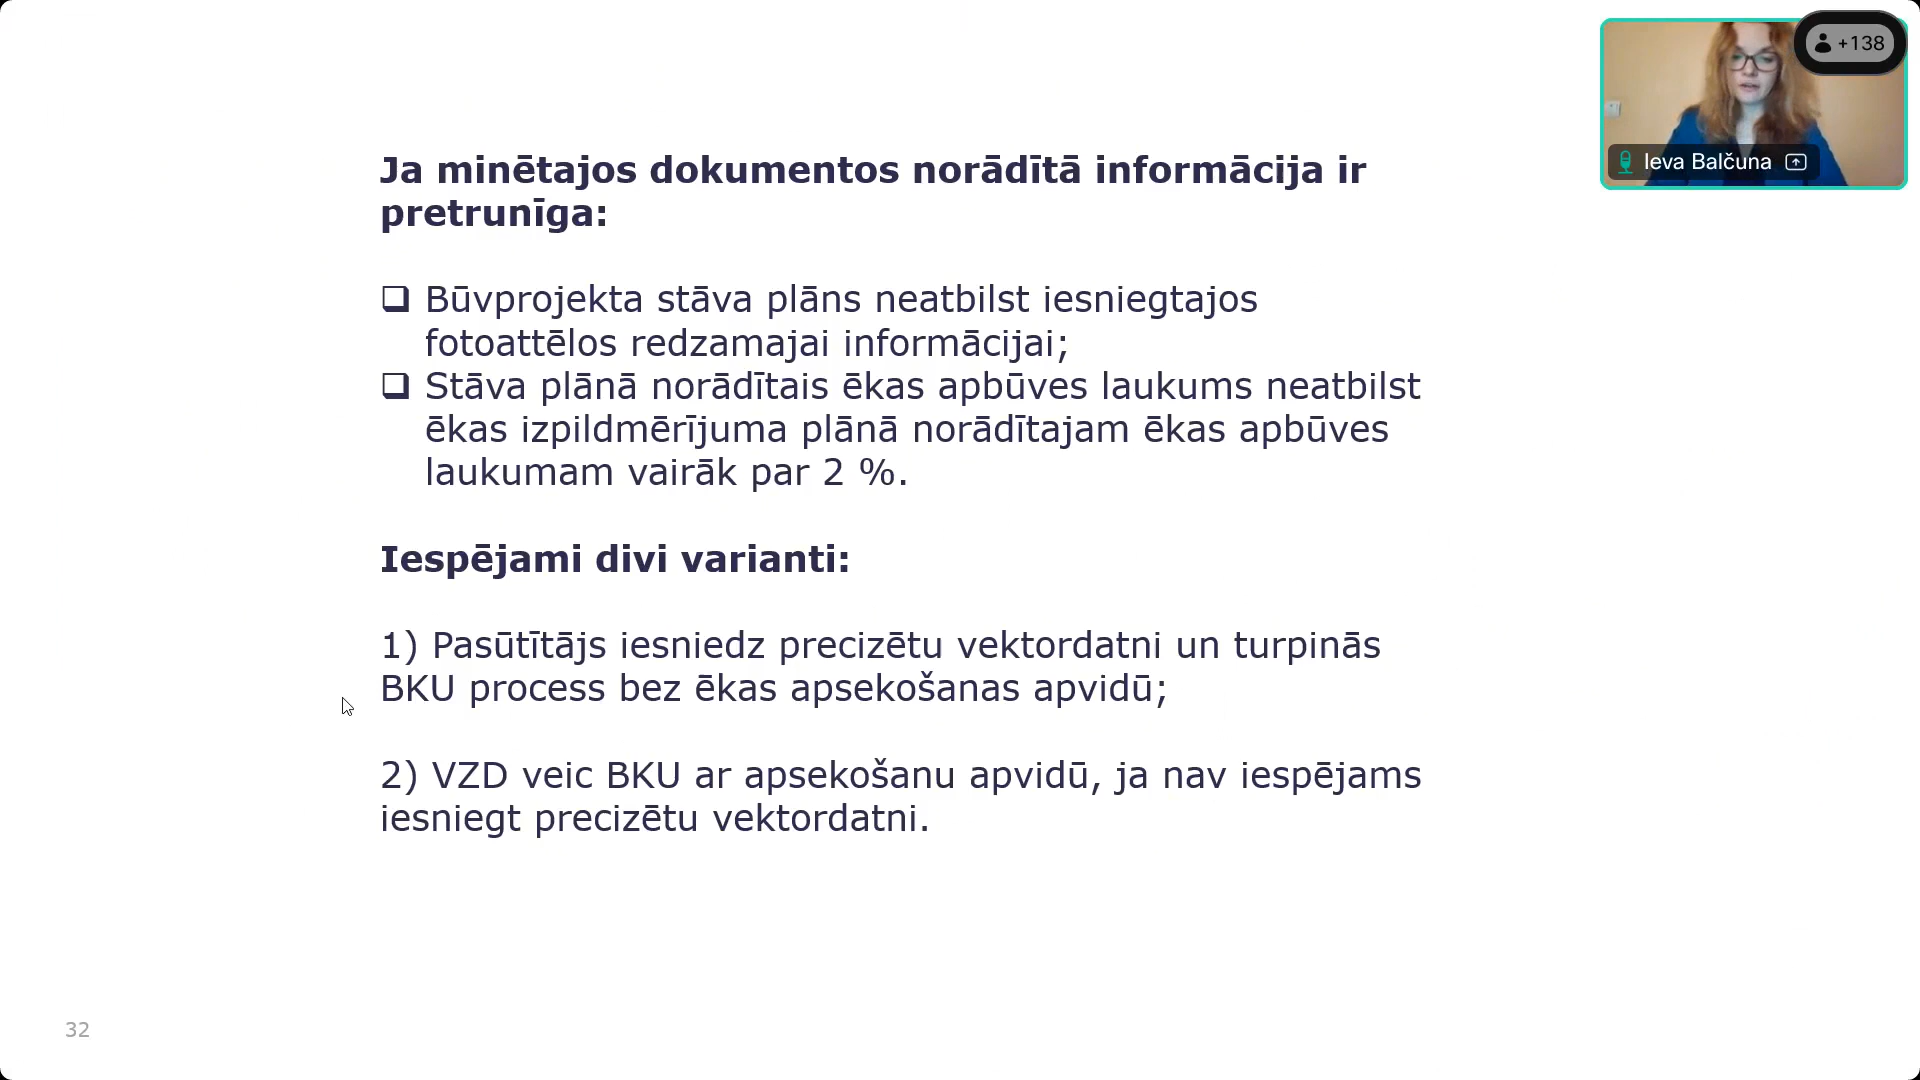 +138
Ieva Balčuna
Ja minētajos dokumentos norādītā informācija ir
pretrunīga:
❑ Būvprojekta stāva plāns neatbilst iesniegtajos
fotoattēlos redzamajai informācijai;
❑ Stāva plānā norādītais ēkas apbūves laukums neatbilst
ēkas izpildmērījuma plānā norādītajam ēkas apbūves
laukumam vairāk par 2 %.
Iespējami divi varianti:
1) Pasūtītājs iesniedz precizētu vektordatni un turpinās
BKU process bez ēkas apsekošanas apvidū;
2) VZD veic BKU ar apsekošanu apvidū, ja nav iespējams
iesniegt precizētu vektordatni.
32